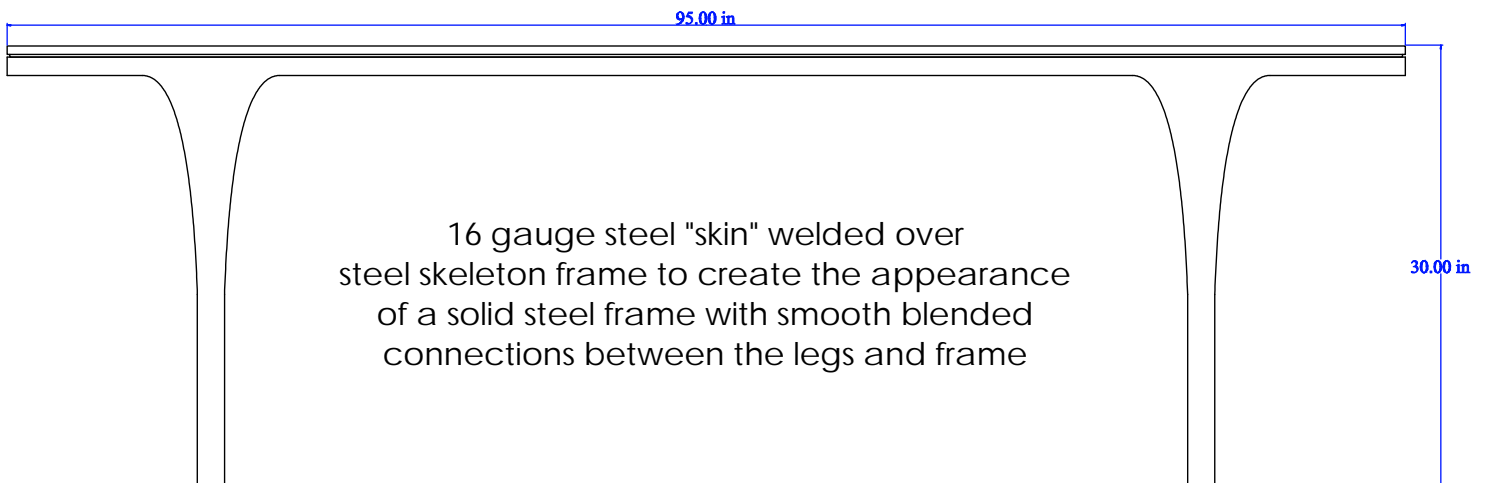 95.00 in
16 gauge steel "skin" welded over
steel skeleton frame to create the appearance
30.00 in
of a solid steel frame with smooth blended
connections between the legs and frame